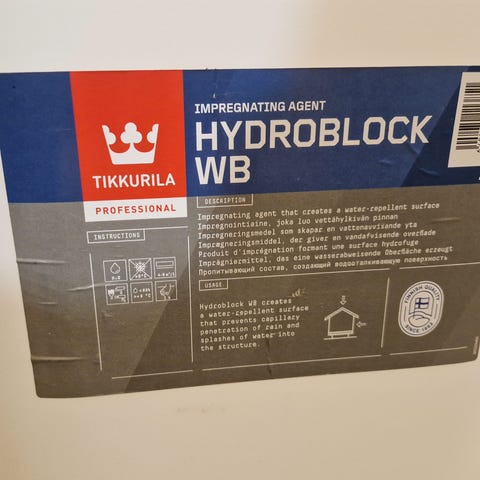 IMPREGNATING AGENT
HYDROBLOCK
WB
TIKKURILA
PROFESSIONAL
DESCRIPTION
Impregnating agent that creates a water-repellent surface
Impregnointiaine, joka luo vettähylkivän pinnan
Impregneringsmedel som skapar en vattenavvisande yta
Imprægneringsmiddel, der giver en vandafvisende overflade
Produit d'imprégnation formant une surface hydrofuge
Imprägniermittel, das eine wasserabweisende Oberfläche erzeugt
Пропитывающий состав, создающий водоотталкивающую поверхность
INSTRUCTIONS
USAGE
Hydroblock WB creates
a water-repellent surface
that prevents capillary
penetration of rain and
splashes of water into
the structure.
FINNISH QUALITY
SINCE 1862